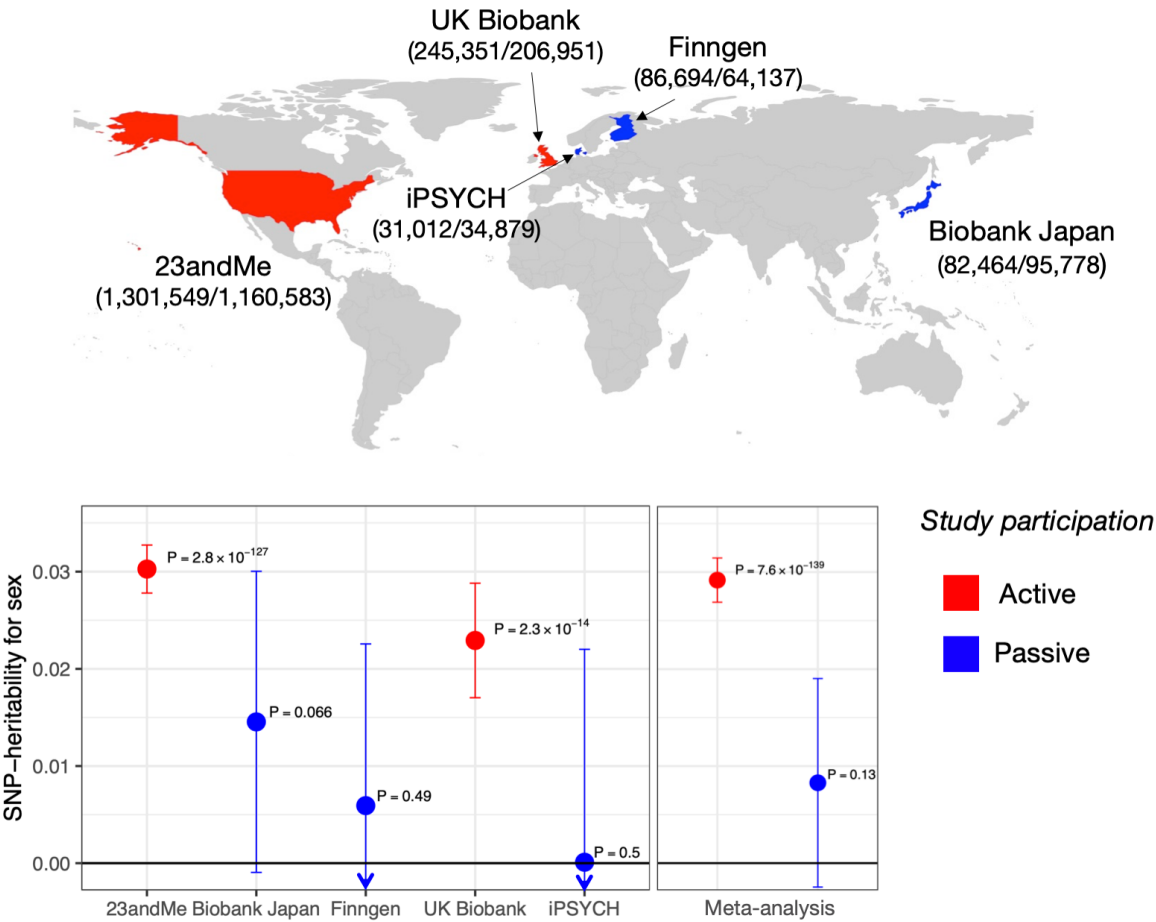 UK Biobank
(245,351/206,951)
Finngen
(86,694/64,137)
iPSYCH
(31,012/34,879)
Biobank Japan
(82,464/95,778)
23andMe
(1,301,549/1,160,583)
SNP−heritability for sex
0.03
0.02
0.01
0.00
P = 2.8 × 10⁻¹²⁷
P = 0.066
P = 0.49
P = 2.3 × 10⁻¹⁴
P = 0.5
P = 7.6 × 10⁻¹³⁹
P = 0.13
23andMe Biobank Japan Finngen UK Biobank iPSYCH
Meta−analysis
Study participation
Active
Passive